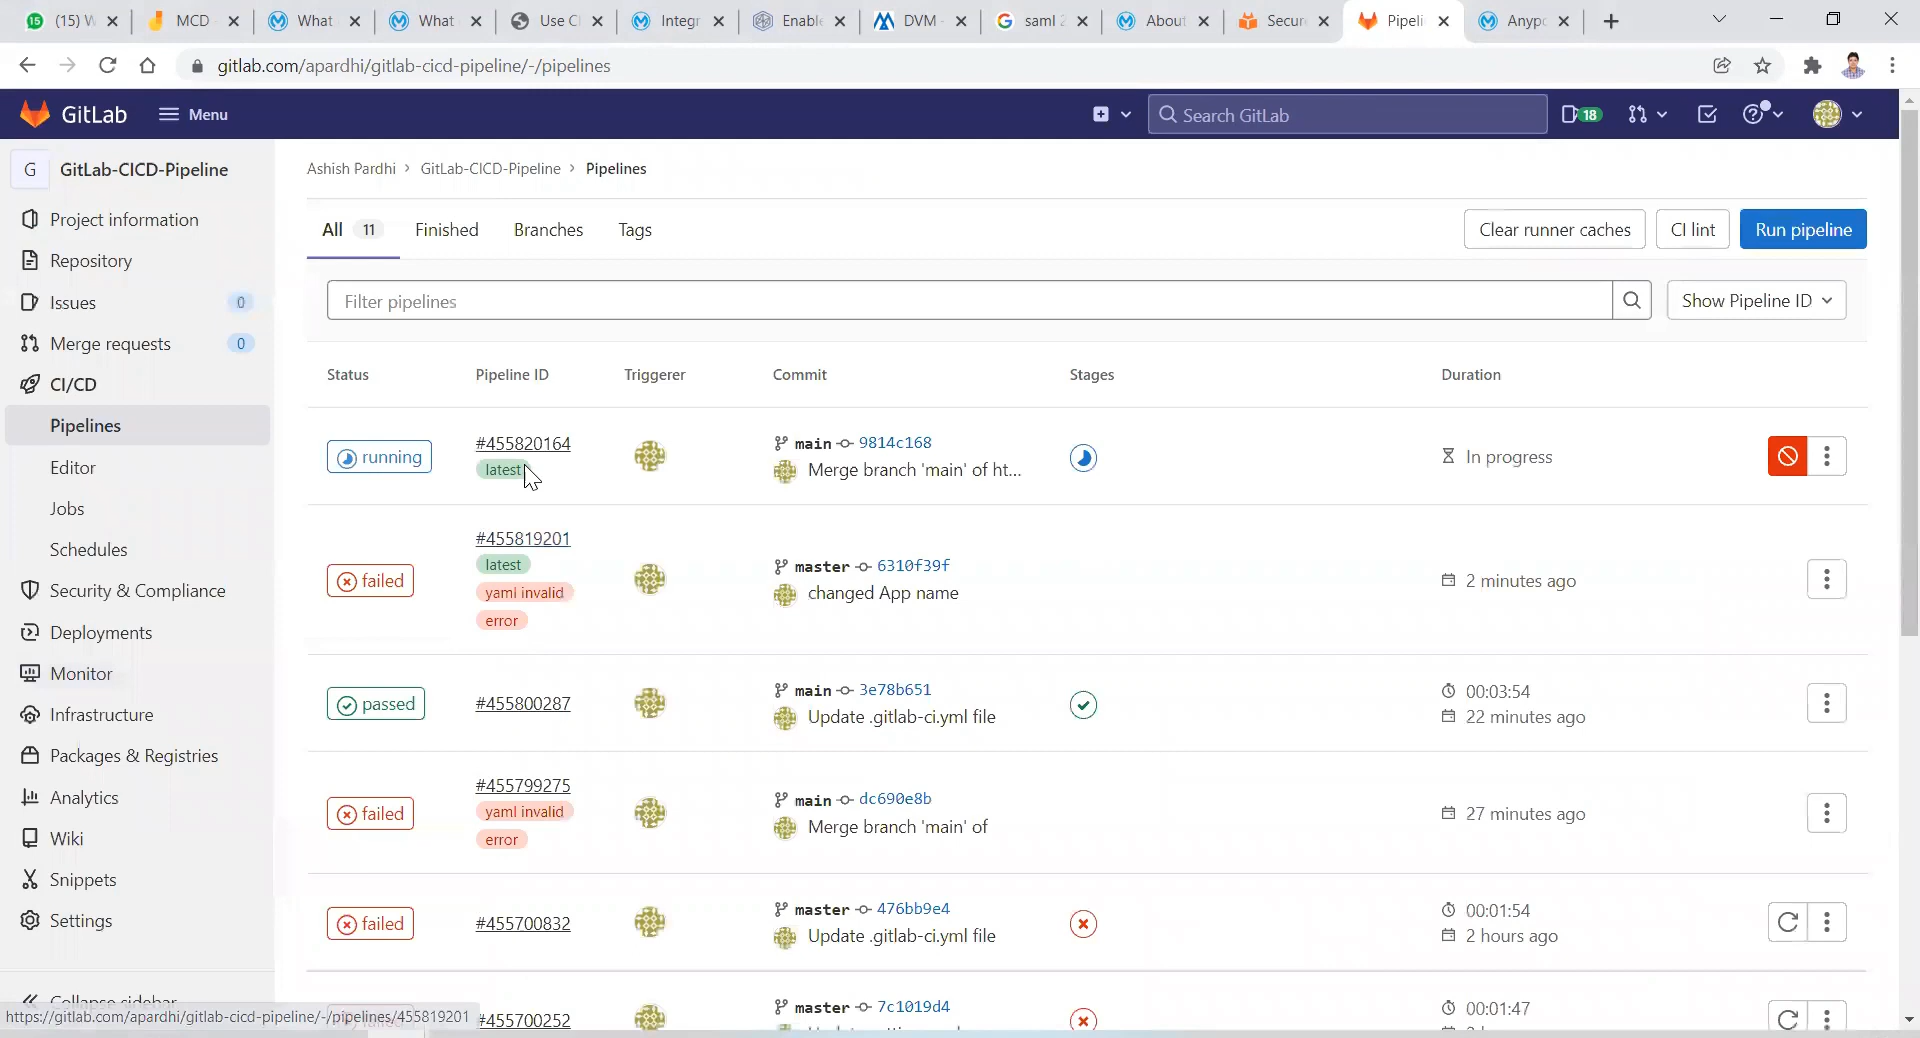 (15) W
MCD
What
What
Use Cl
Integr
Enable
DVM -
saml 2
About
Secure
Pipeli
Anypo
gitlab.com/apardhi/gitlab-cicd-pipeline/-/pipelines
GitLab
Menu
Search GitLab
18
G
GitLab-CICD-Pipeline
Project information
Repository
Issues 0
Merge requests 0
CI/CD
Pipelines
Editor
Jobs
Schedules
Security & Compliance
Deployments
Monitor
Infrastructure
Packages & Registries
Analytics
Wiki
Snippets
Settings
Collapse sidebar
https://gitlab.com/apardhi/gitlab-cicd-pipeline/-/pipelines/455819201
Ashish Pardhi › GitLab-CICD-Pipeline › Pipelines
All 11 Finished Branches Tags
Clear runner caches CI lint Run pipeline
Filter pipelines
Show Pipeline ID
Status Pipeline ID Triggerer Commit Stages Duration
running #455820164 main 9814c168 In progress
latest Merge branch 'main' of ht...
#455819201
latest
failed master 6310f39f 2 minutes ago
yaml invalid changed App name
error
passed #455800287 main 3e78b651 00:03:54
Update .gitlab-ci.yml file 22 minutes ago
#455799275
failed yaml invalid main dc690e8b 27 minutes ago
error Merge branch 'main' of
failed #455700832 master 476bb9e4 00:01:54
Update .gitlab-ci.yml file 2 hours ago
failed #455700252 master 7c1019d4 00:01:47